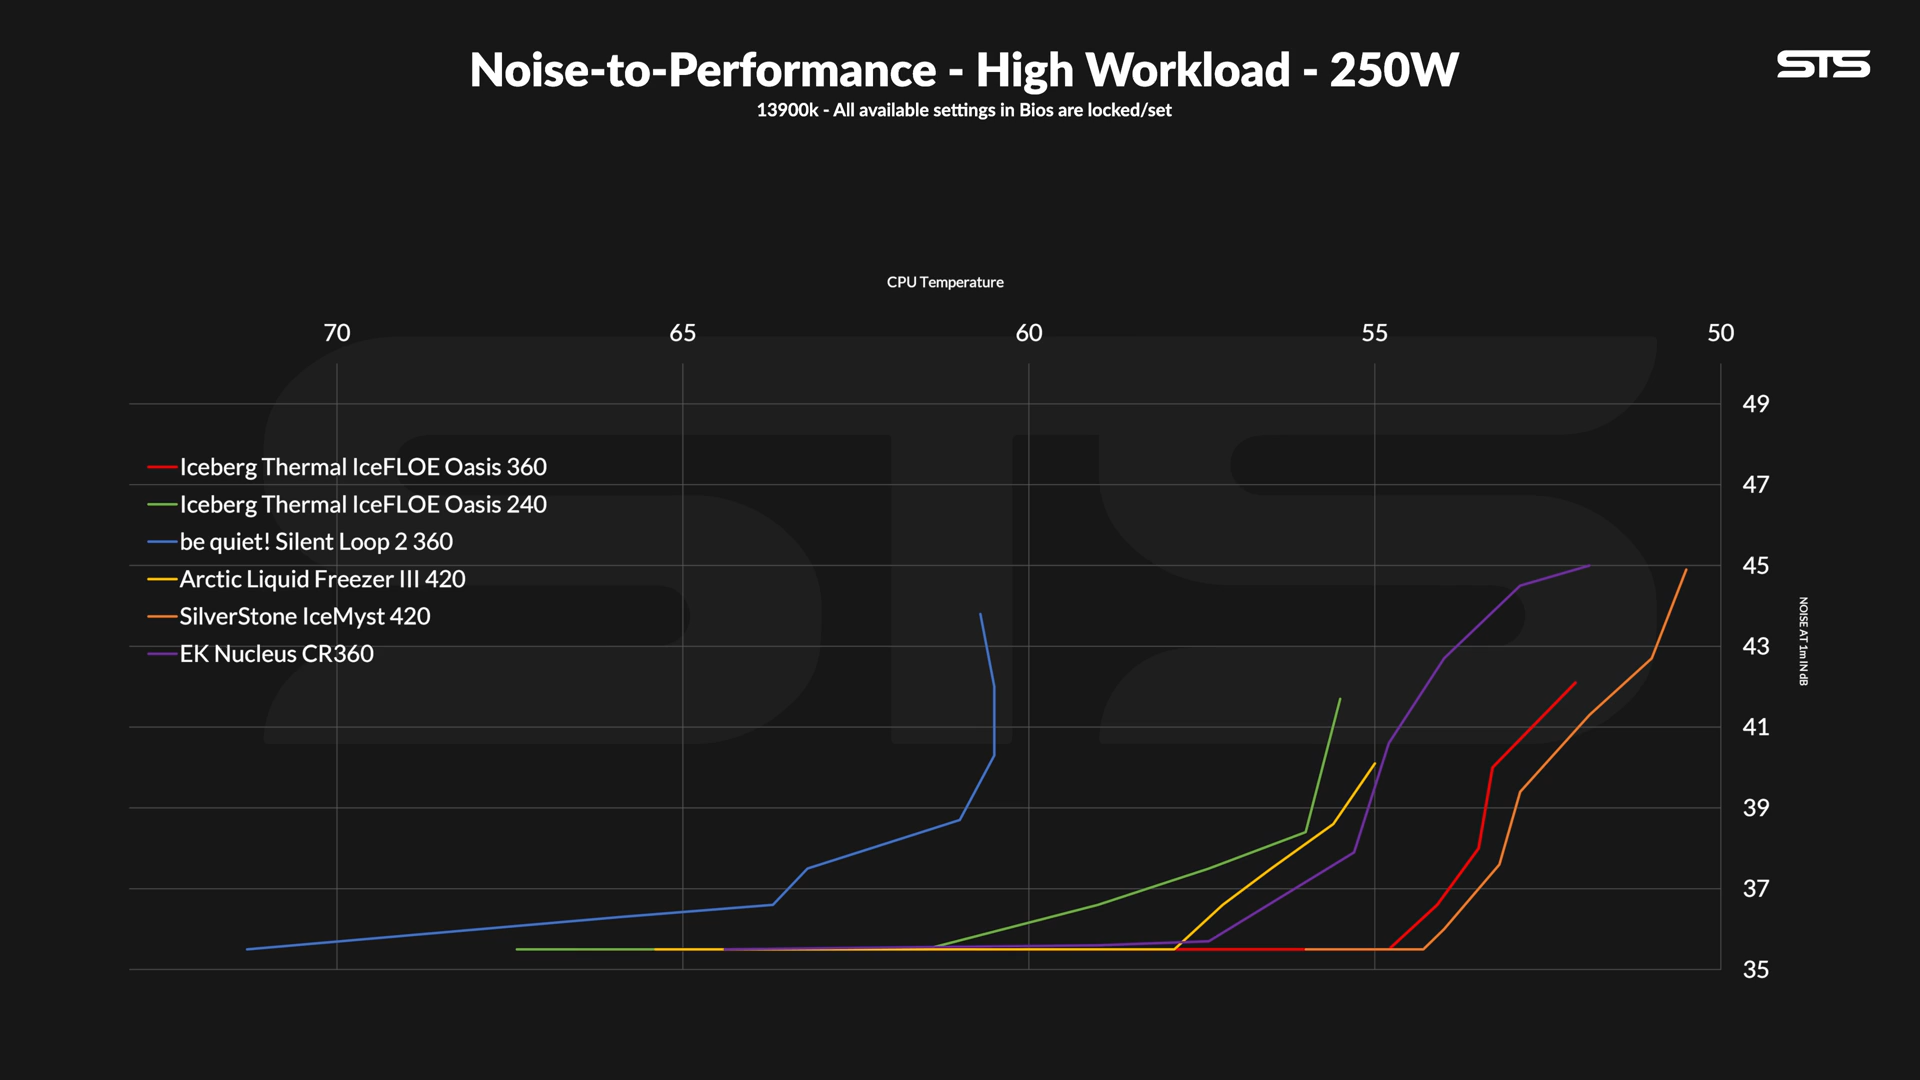 Noise-to-Performance - High Workload - 250W
STS
13900k - All available settings in Bios are locked/set
CPU Temperature
70 65 60 55 50
49
Iceberg Thermal IceFLOE Oasis 360
47
Iceberg Thermal IceFLOE Oasis 240
be quiet! Silent Loop 2 360
45
Arctic Liquid Freezer III 420
SilverStone IceMyst 420
43
EK Nucleus CR360
NOISE AT 1m IN dB
41
39
37
35
STS